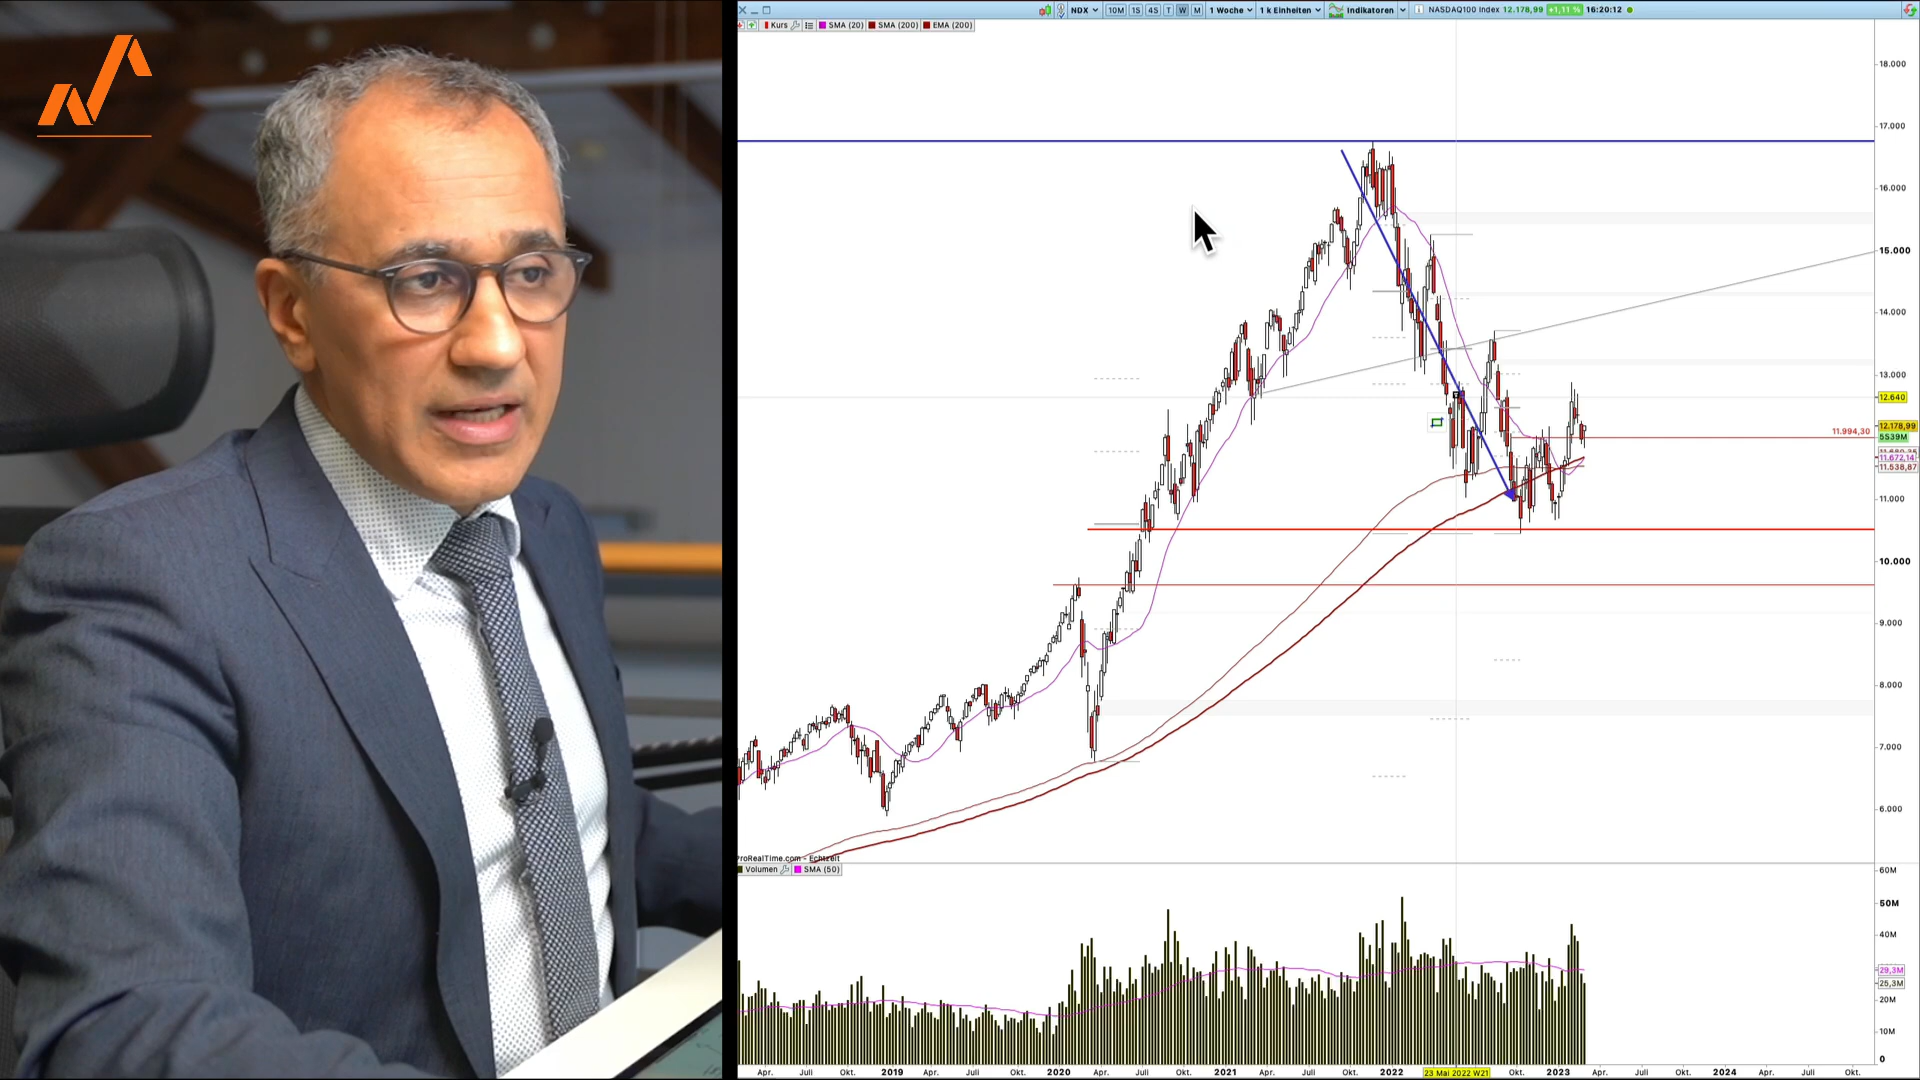 NDX 10M 1S 4S T W M 1 Woche 1 k Einheiten Indikatoren NASDAQ100 Index 12.178,99 +1,11 % 16:20:12
Kurs SMA (20) SMA (200) EMA (200)
18.000
17.000
16.000
15.000
14.000
13.000
12.640
12.178,99
11.994,30
5S39M
11.672,14
11.538,87
11.000
10.000
9.000
8.000
7.000
6.000
ProRealTime.com - Echtzeit
Volumen SMA (50)
60M
50M
40M
29,3M
25,3M
20M
10M
0
Apr. Juli Okt. 2019 Apr. Juli Okt. 2020 Apr. Juli Okt. 2021 Apr. Juli Okt. 2022 23 Mai 2022 W21 Okt. 2023 Apr. Juli Okt. 2024 Apr. Juli Okt.